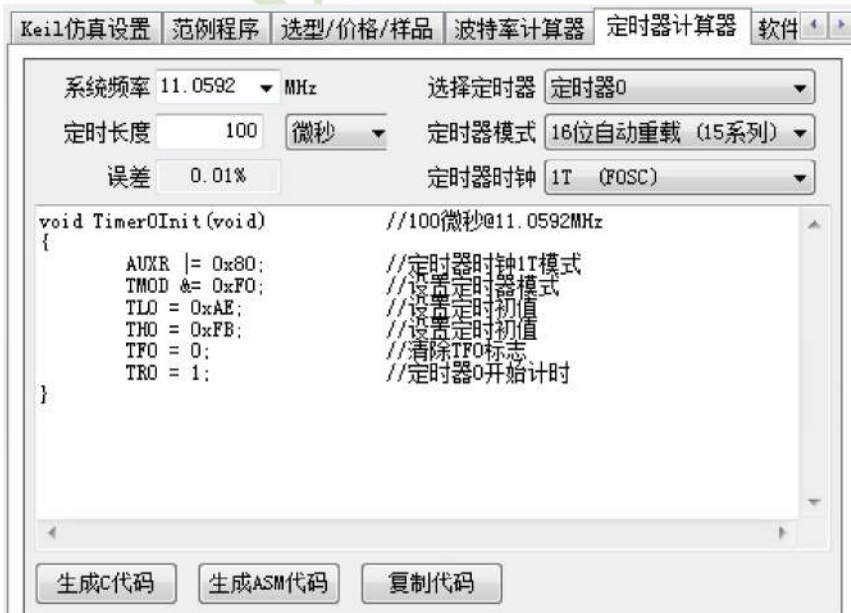 Keil仿真设置 范例程序 选型/价格/样品 波特率计算器 定时器计算器 软件
系统频率 11.0592 MHz 选择定时器 定时器0
定时长度 100 微秒 定时器模式 16位自动重载 (15系列)
误差 0.01% 定时器时钟 1T (FOSC)
void Timer0Init(void) //100微秒@11.0592MHz
{
AUXR |= 0x80; //定时器时钟1T模式
TMOD &= 0xF0; //设置定时器模式
TL0 = 0xAE; //设置定时初值
TH0 = 0xFB; //设置定时初值
TF0 = 0; //清除TF0标志
TR0 = 1; //定时器0开始计时
}
生成C代码 生成ASM代码 复制代码